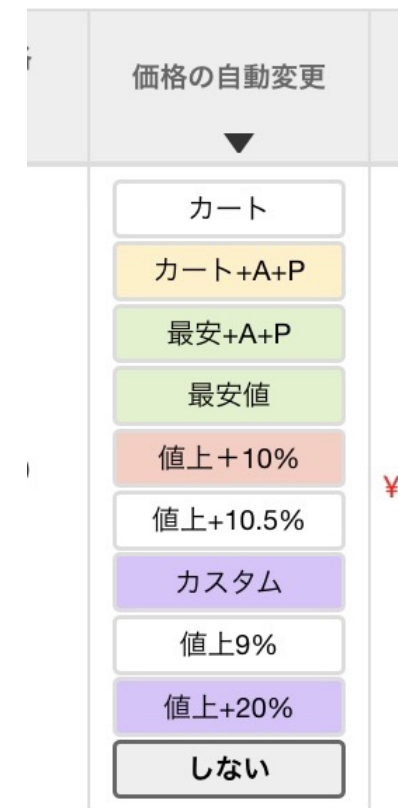 価格の自動変更
▼
カート
カート+A+P
最安+A+P
最安値
値上＋10%
値上+10.5%
カスタム
値上9%
値上+20%
しない
¥